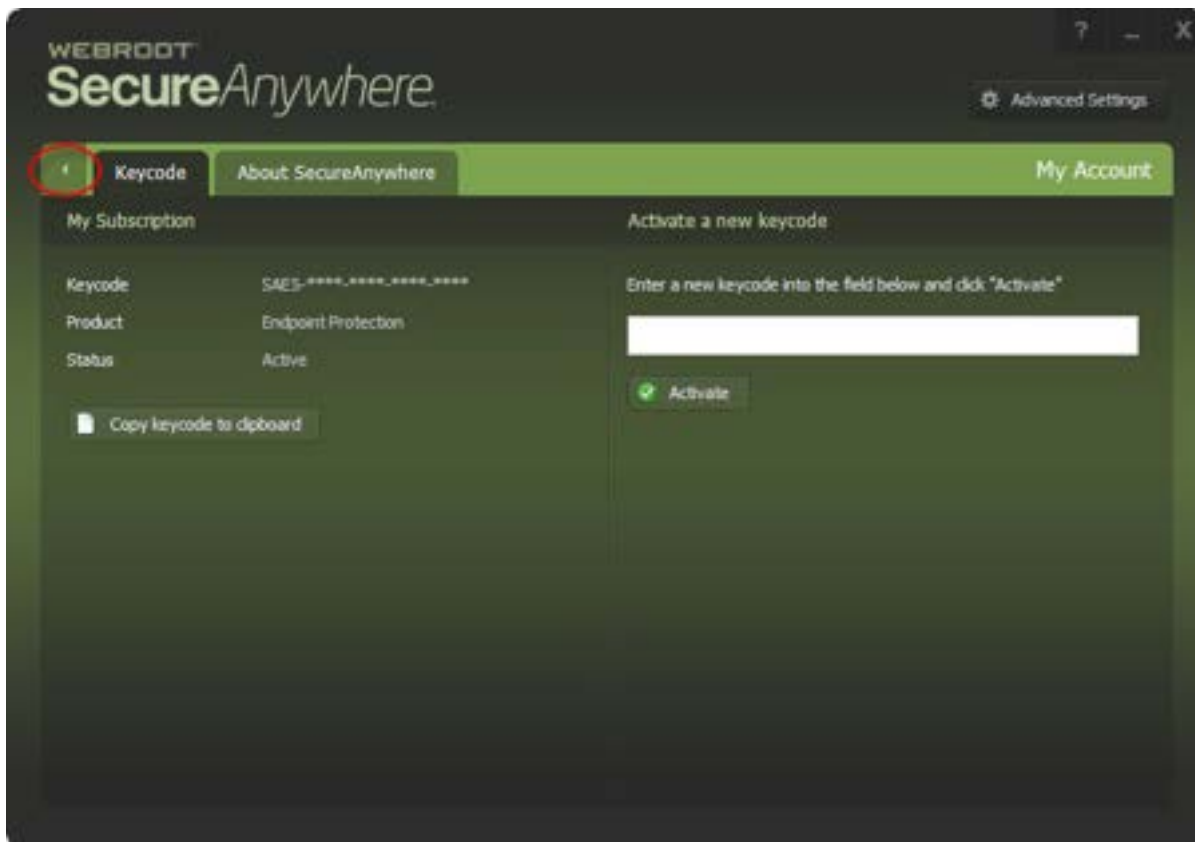 ? _ X
WEBROOT
SecureAnywhere
Advanced Settings
Keycode About SecureAnywhere My Account
My Subscription Activate a new keycode
Keycode SAES-****-****-****-**** Enter a new keycode into the field below and click "Activate"
Product Endpoint Protection
Status Active
Activate
Copy keycode to clipboard